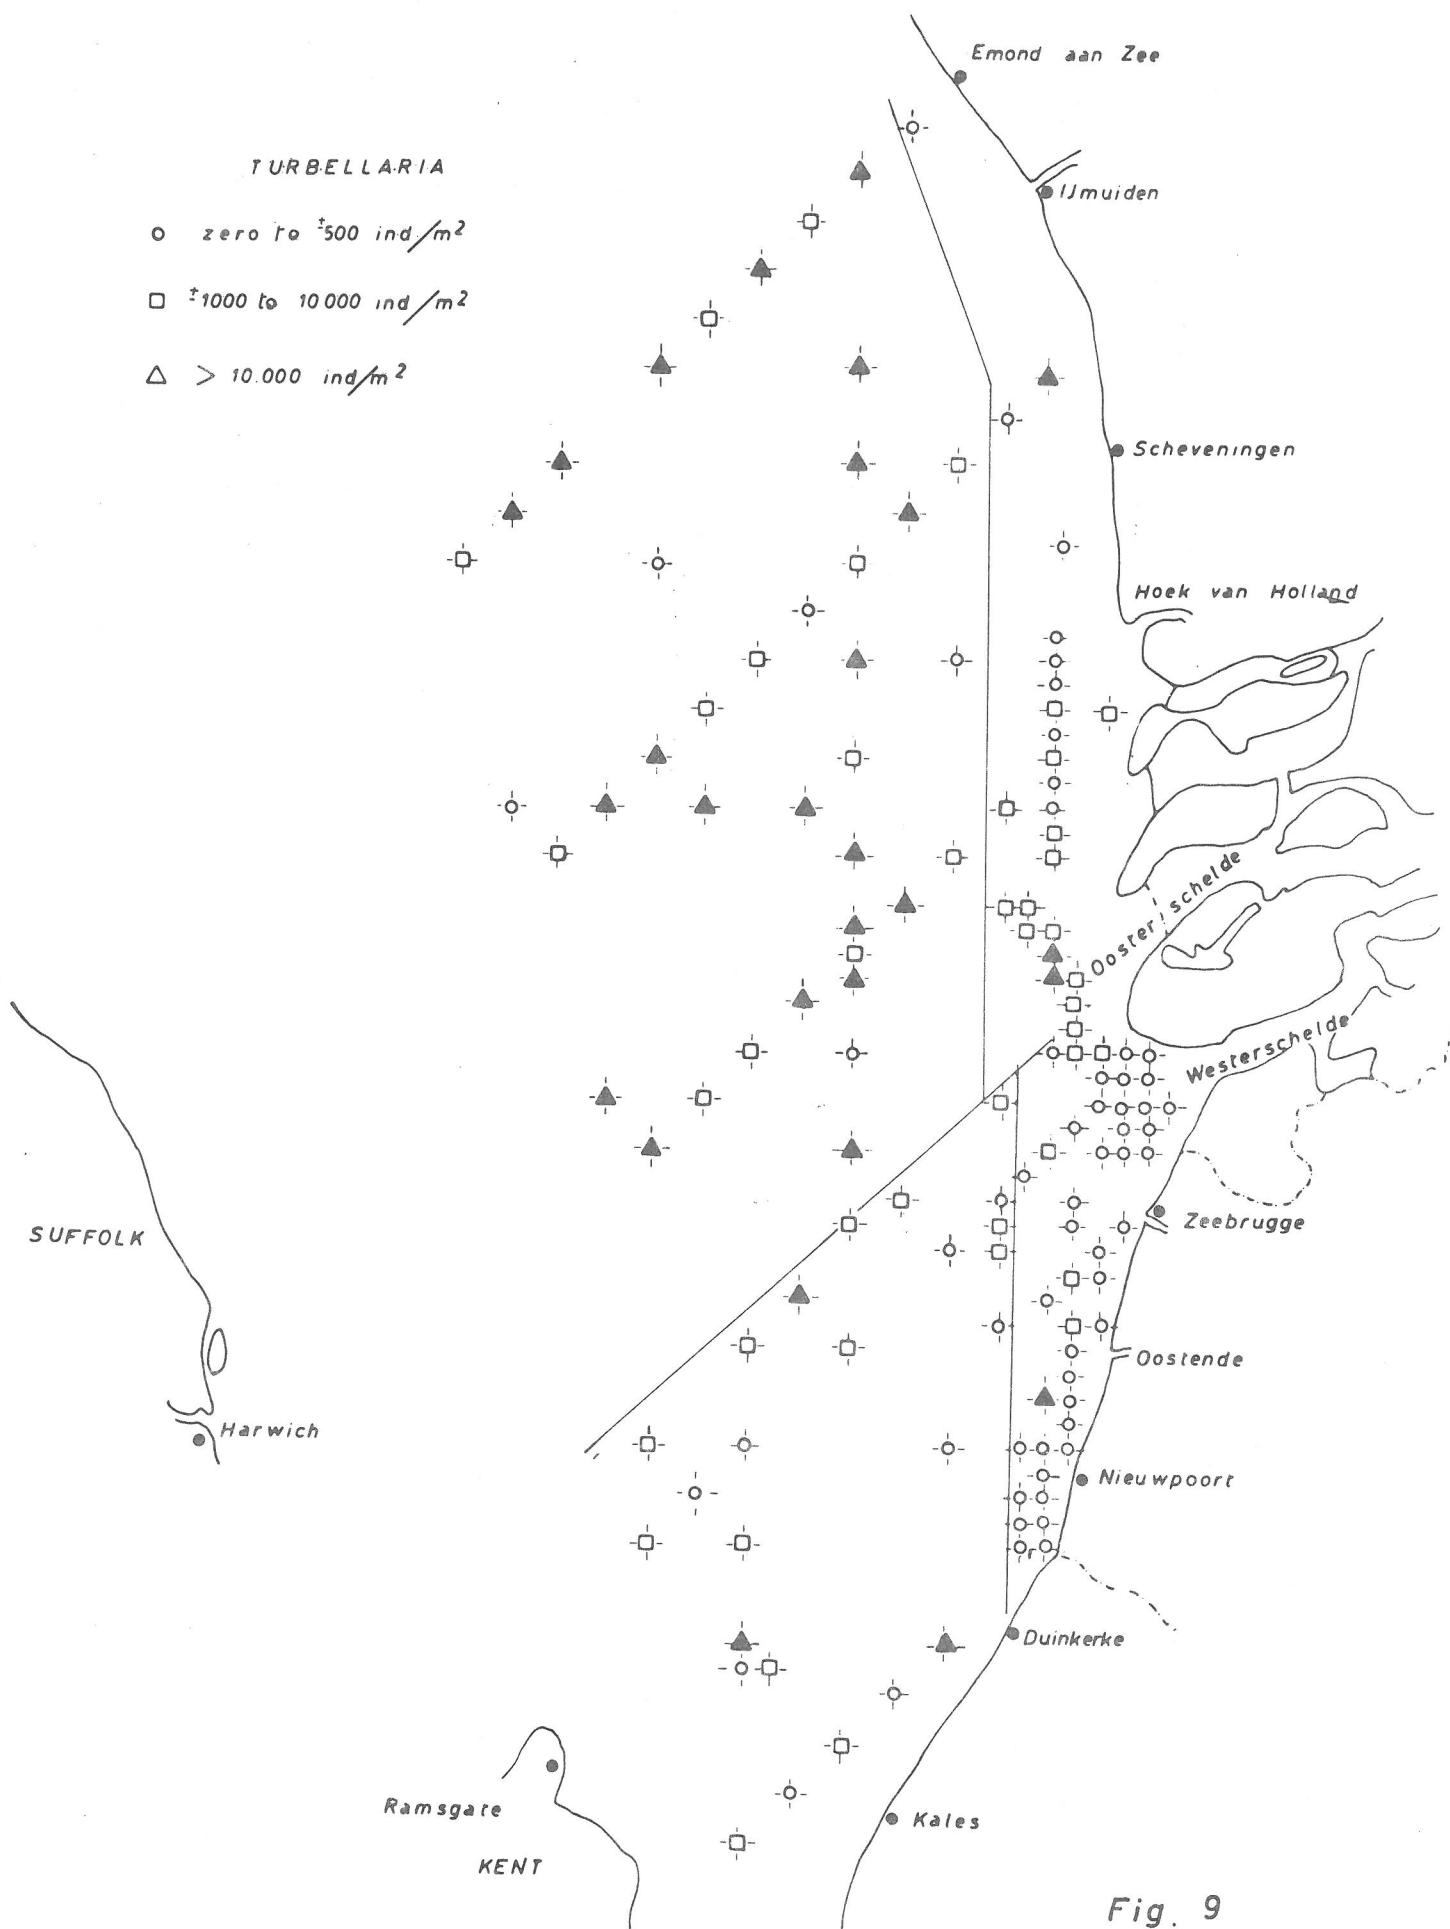 Emond aan Zee
TURBELLARIA
IJmuiden
zero to ±500 ind/m²
±1000 to 10 000 ind/m²
> 10.000 ind/m²
Scheveningen
Hoek van Holland
Oosterschelde
Westerschelde
Zeebrugge
SUFFOLK
Oostende
Harwich
Nieuwpoort
Duinkerke
Ramsgate
Kales
KENT
Fig. 9